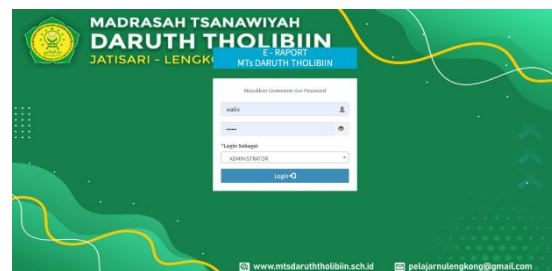 MADRASAH TSANAWIYAH
DARUTH THOLIBIIN
JATISARI - LENGK
E - RAPORT
MTs DARUTH THOLIBIIN
Masukkan Username dan Password
*Login Sebagai
ADMINISTRATOR
Login
www.mtsdaruththolibiin.sch.id
pelajarnulengkong@gmail.com